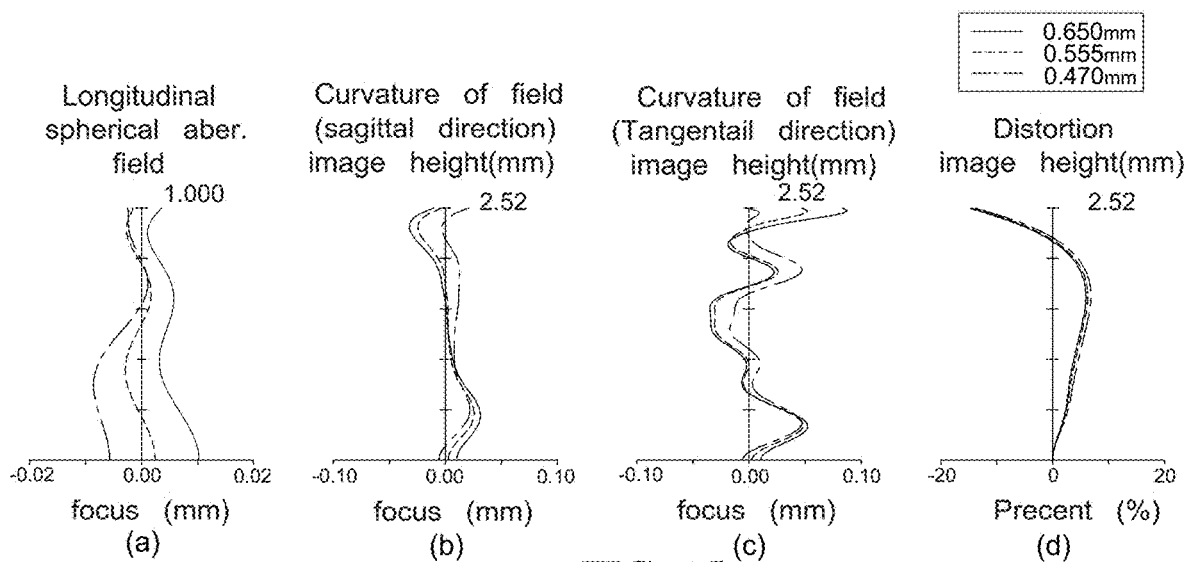 0.650mm
0.555mm
0.470mm
Longitudinal
spherical aber.
field
1.000
-0.02
0.00
0.02
focus (mm)
(a)
Curvature of field
(sagittal direction)
image height(mm)
2.52
-0.10
0.00
0.10
focus (mm)
(b)
Curvature of field
(Tangentail direction)
image height(mm)
2.52
-0.10
0.00
0.10
focus (mm)
(c)
Distortion
image height(mm)
2.52
-20
0
20
Precent (%)
(d)